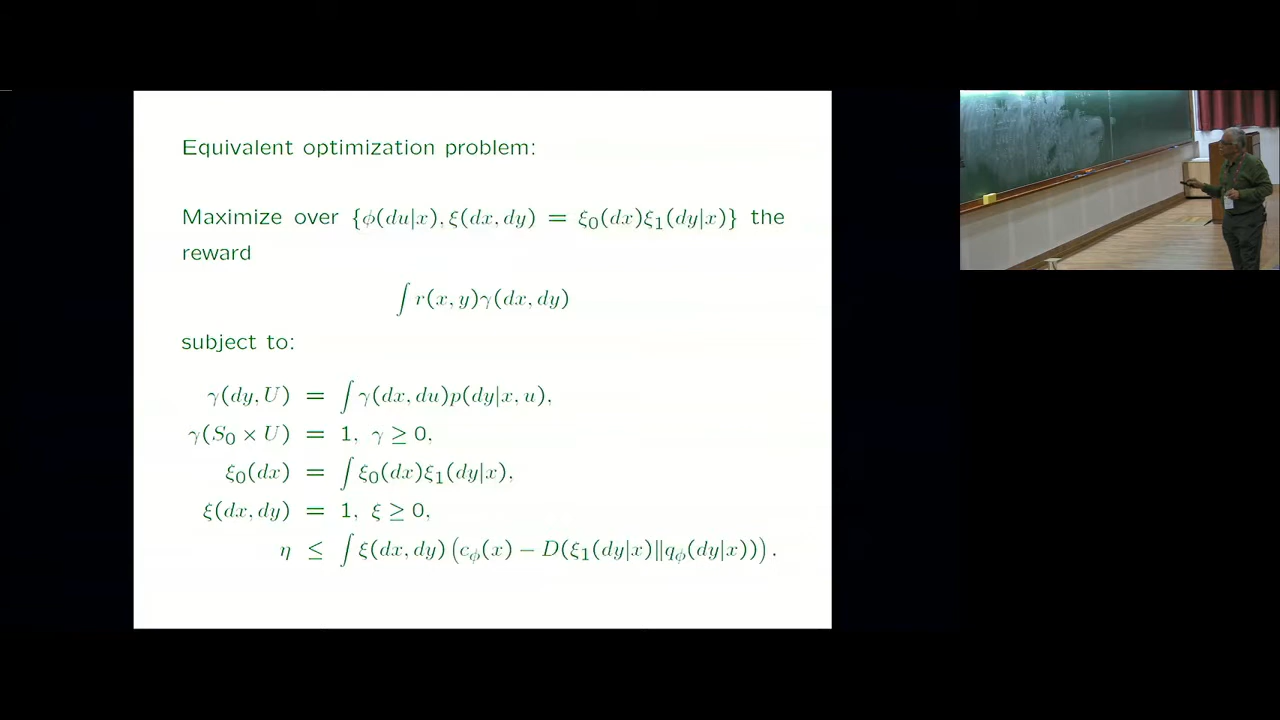 Equivalent optimization problem:
Maximize over {ϕ(du|x), ξ(dx, dy) = ξ₀(dx)ξ₁(dy|x)} the
reward
∫ r(x, y)γ(dx, dy)
subject to:
γ(dy, U) = ∫ γ(dx, du)p(dy|x, u),
γ(S₀ × U) = 1, γ ≥ 0,
ξ₀(dx) = ∫ ξ₀(dx)ξ₁(dy|x),
ξ(dx, dy) = 1, ξ ≥ 0,
η ≤ ∫ ξ(dx, dy) (c_ϕ(x) − D(ξ₁(dy|x)‖q_ϕ(dy|x))) .